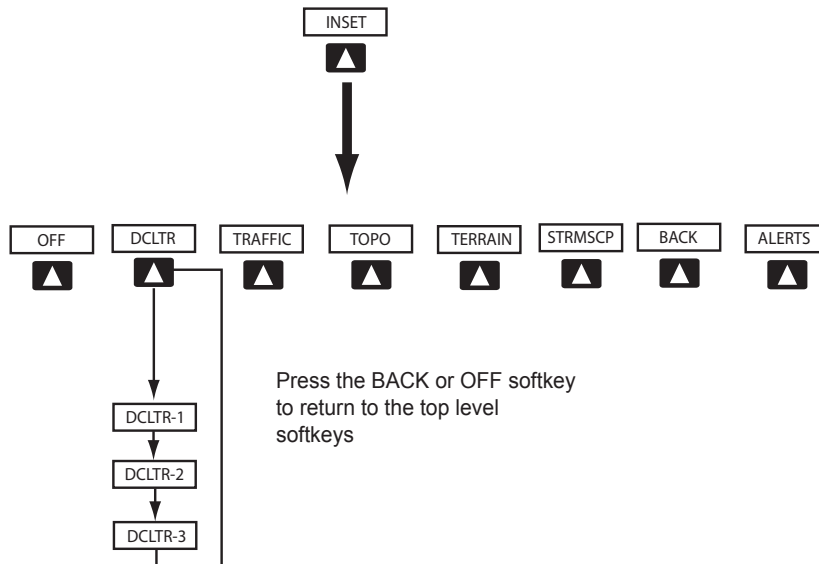 INSET
OFF
DCLTR
TRAFFIC
TOPO
TERRAIN
STRMSCP
BACK
ALERTS
Press the BACK or OFF softkey
to return to the top level
softkeys
DCLTR-1
DCLTR-2
DCLTR-3